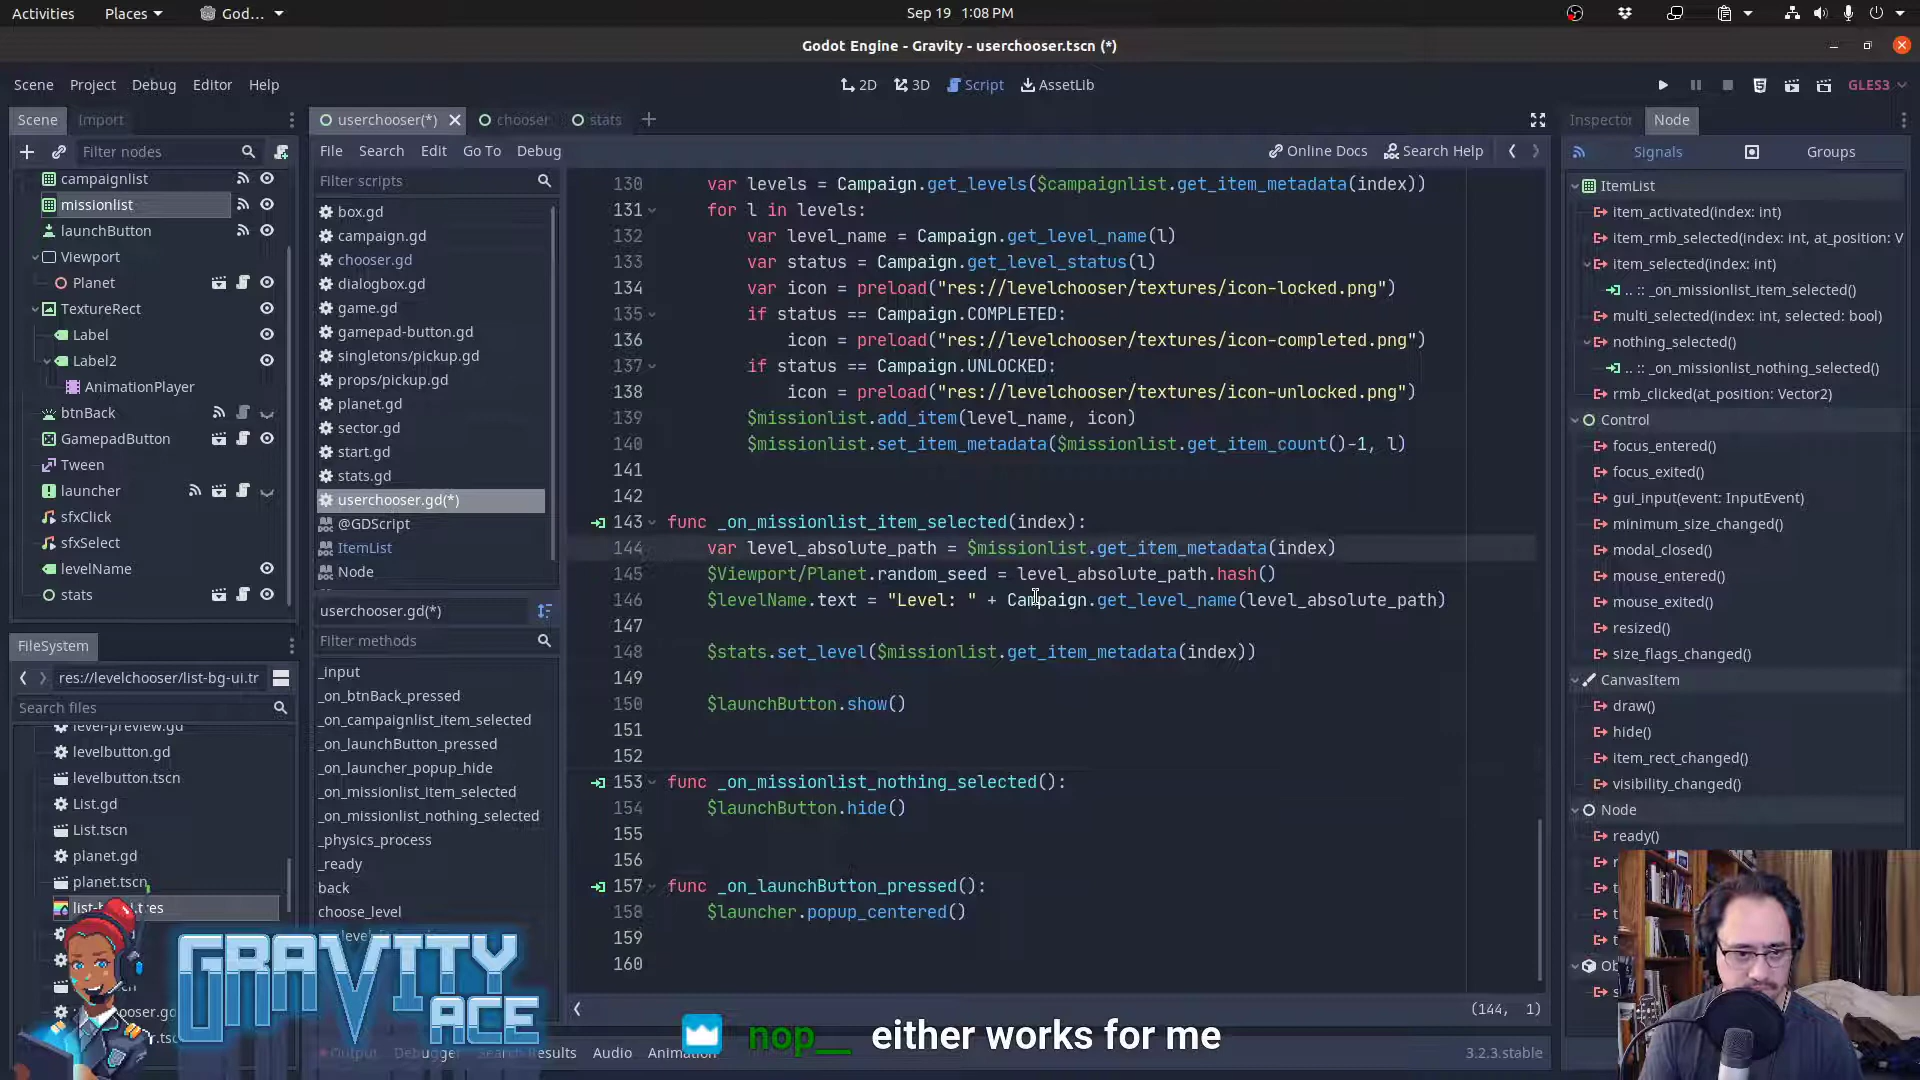 Activities Places God... Sep 19 1:08 PM
Godot Engine - Gravity - userchooser.tscn (*)
Scene Project Debug Editor Help 2D 3D Script AssetLib GLES3
Scene Import
Filter nodes
campaignlist
missionlist
launchButton
Viewport
Planet
TextureRect
Label
Label2
AnimationPlayer
btnBack
GamepadButton
Tween
launcher
sfxClick
sfxSelect
levelName
stats
FileSystem
res://levelchooser/list-bg-ui.tr
Search files
level-preview.gd
levelbutton.gd
levelbutton.tscn
List.gd
List.tscn
planet.gd
planet.tscn
userchooser(*) chooser stats
File Search Edit Go To Debug Online Docs Search Help
Filter scripts
box.gd
campaign.gd
chooser.gd
dialogbox.gd
game.gd
gamepad-button.gd
singletons/pickup.gd
props/pickup.gd
planet.gd
sector.gd
start.gd
stats.gd
userchooser.gd(*)
@GDScript
ItemList
Node
userchooser.gd(*)
Filter methods
_input
_on_btnBack_pressed
_on_campaignlist_item_selected
_on_launchButton_pressed
_on_launcher_popup_hide
_on_missionlist_item_selected
_on_missionlist_nothing_selected
_physics_process
_ready
back
choose_level
130 var levels = Campaign.get_levels($campaignlist.get_item_metadata(index))
131 for l in levels:
132 var level_name = Campaign.get_level_name(l)
133 var status = Campaign.get_level_status(l)
134 var icon = preload("res://levelchooser/textures/icon-locked.png")
135 if status == Campaign.COMPLETED:
136 icon = preload("res://levelchooser/textures/icon-completed.png")
137 if status == Campaign.UNLOCKED:
138 icon = preload("res://levelchooser/textures/icon-unlocked.png")
139 $missionlist.add_item(level_name, icon)
140 $missionlist.set_item_metadata($missionlist.get_item_count()-1, l)
141
142
143 func _on_missionlist_item_selected(index):
144 var level_absolute_path = $missionlist.get_item_metadata(index)
145 $Viewport/Planet.random_seed = level_absolute_path.hash()
146 $levelName.text = "Level: " + Campaign.get_level_name(level_absolute_path)
147
148 $stats.set_level($missionlist.get_item_metadata(index))
149
150 $launchButton.show()
151
152
153 func _on_missionlist_nothing_selected():
154 $launchButton.hide()
155
156
157 func _on_launchButton_pressed():
158 $launcher.popup_centered()
159
160
(144, 1)
Output Debugger Search Results Audio 3.2.3.stable
Inspector Node
Signals Groups
ItemList
item_activated(index: int)
item_rmb_selected(index: int, at_position: V
item_selected(index: int)
.. :: _on_missionlist_item_selected()
multi_selected(index: int, selected: bool)
nothing_selected()
.. :: _on_missionlist_nothing_selected()
rmb_clicked(at_position: Vector2)
Control
focus_entered()
focus_exited()
gui_input(event: InputEvent)
minimum_size_changed()
modal_closed()
mouse_entered()
mouse_exited()
resized()
size_flags_changed()
CanvasItem
draw()
hide()
item_rect_changed()
visibility_changed()
Node
ready()
GRAVITY
ACE
nop__ either works for me